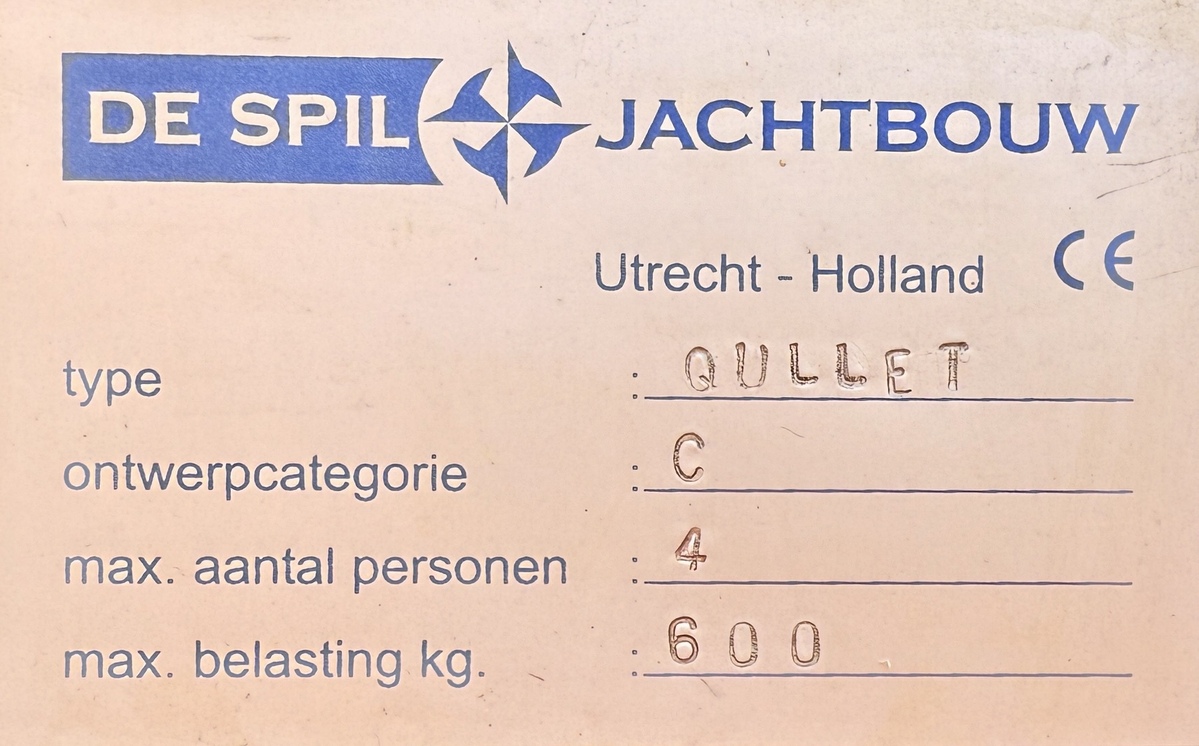 DE SPIL JACHTBOUW
Utrecht - Holland CE
type : QULLET
ontwerpcategorie : C
max. aantal personen : 4
max. belasting kg. : 600